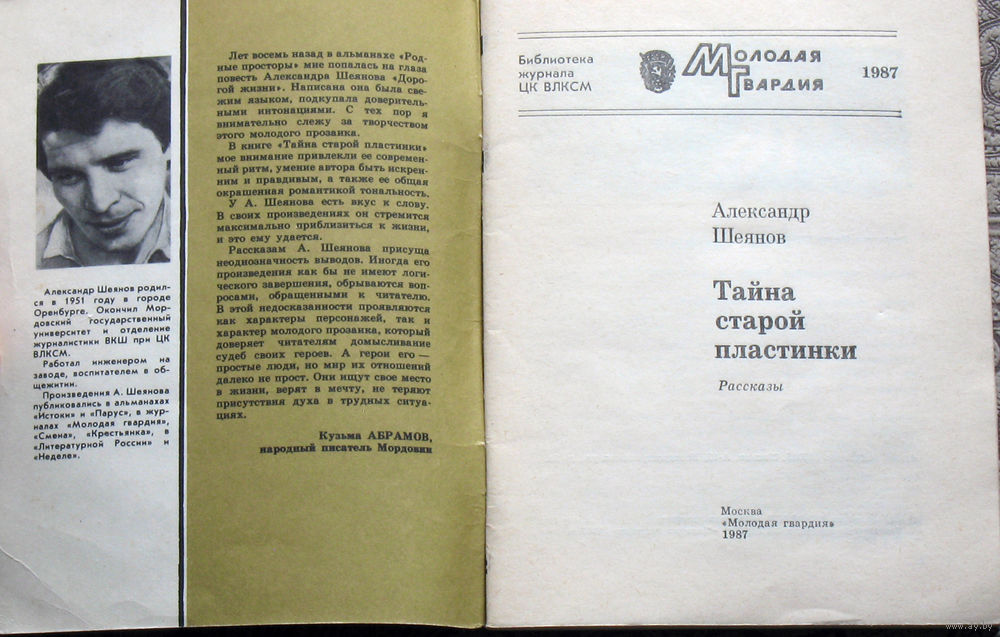 Александр Шеянов родил-
ся в 1951 году в городе
Оренбурге. Окончил Мор-
довский государственный
университет и отделение
журналистики ВКШ при ЦК
ВЛКСМ.
Работал инженером на
заводе, воспитателем в об-
щежитии.
Произведения А. Шеянова
публиковались в альманахах
«Истоки» и «Парус», в жур-
налах «Молодая гвардия»,
«Смена», «Крестьянка», в
«Литературной России» и
«Неделе».
Лет восемь назад в альманахе «Род-
ные просторы» мне попалась на глаза
повесть Александра Шеянова «Доро-
гой жизни». Написана она была све-
жим языком, подкупала доверитель-
ными интонациями. С тех пор я
внимательно слежу за творчеством
этого молодого прозаика.
В книге «Тайна старой пластинки»
мое внимание привлекли ее современ-
ный ритм, умение автора быть искрен-
ним и правдивым, а также ее общая
окрашенная романтикой тональность.
У А. Шеянова есть вкус к слову.
В своих произведениях он стремится
максимально приблизиться к жизни,
и это ему удается.
Рассказам А. Шеянова присуща
неоднозначность выводов. Иногда его
произведения как бы не имеют логи-
ческого завершения, обрываются воп-
росами, обращенными к читателю.
В этой недосказанности проявляются
как характеры персонажей, так и
характер молодого прозаика, который
доверяет читателям домысливание
судеб своих героев. А герои его —
простые люди, но мир их отношений
далеко не прост. Они ищут свое место
в жизни, верят в мечту, не теряют
присутствия духа в трудных ситуа-
циях.
Кузьма АБРАМОВ,
народный писатель Мордовии
Библиотека
журнала
ЦК ВЛКСМ
МОЛОДАЯ
ГВАРДИЯ
1987
Александр
Шеянов
Тайна
старой
пластинки
Рассказы
Москва
«Молодая гвардия»
1987
www.ay.by